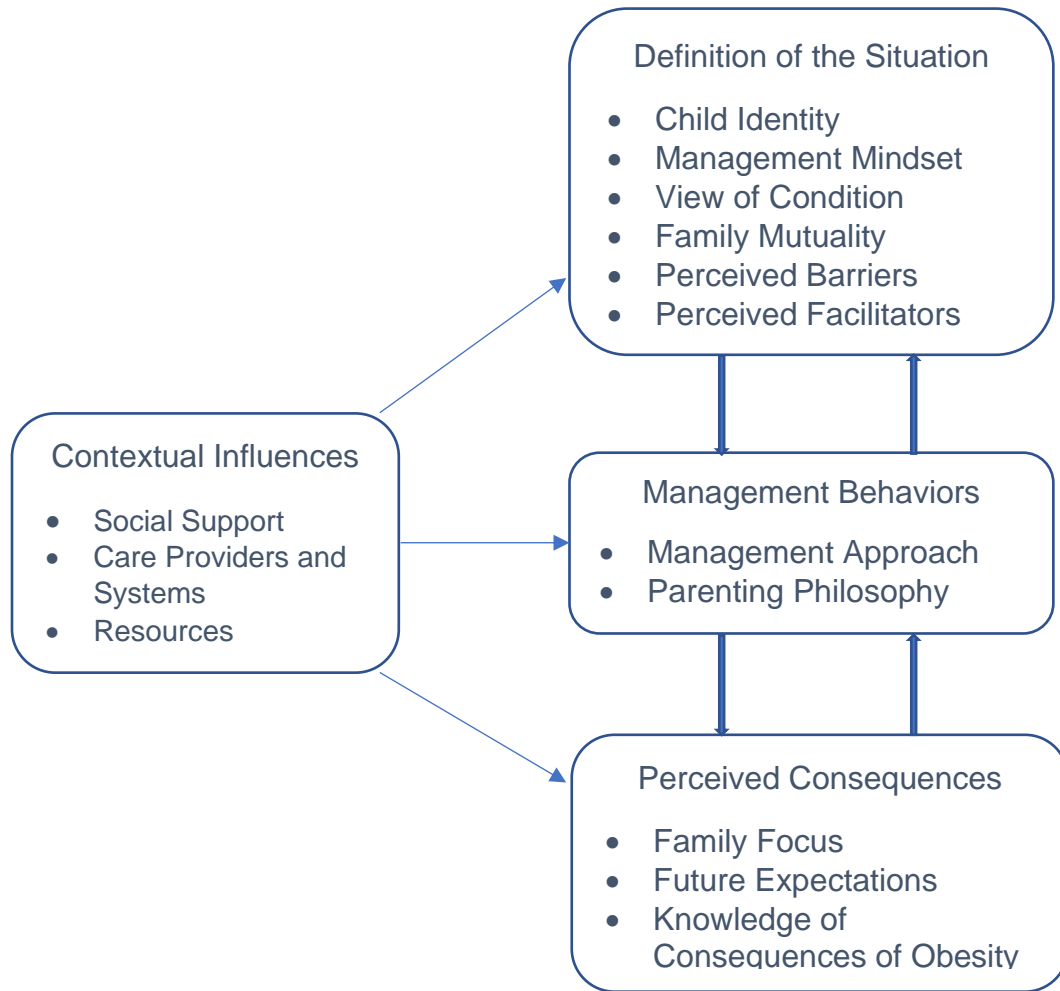 Definition of the Situation
• Child Identity
• Management Mindset
• View of Condition
• Family Mutuality
• Perceived Barriers
• Perceived Facilitators
Contextual Influences
• Social Support
• Care Providers and
Systems
• Resources
Management Behaviors
• Management Approach
• Parenting Philosophy
Perceived Consequences
• Family Focus
• Future Expectations
• Knowledge of
Consequences of Obesity